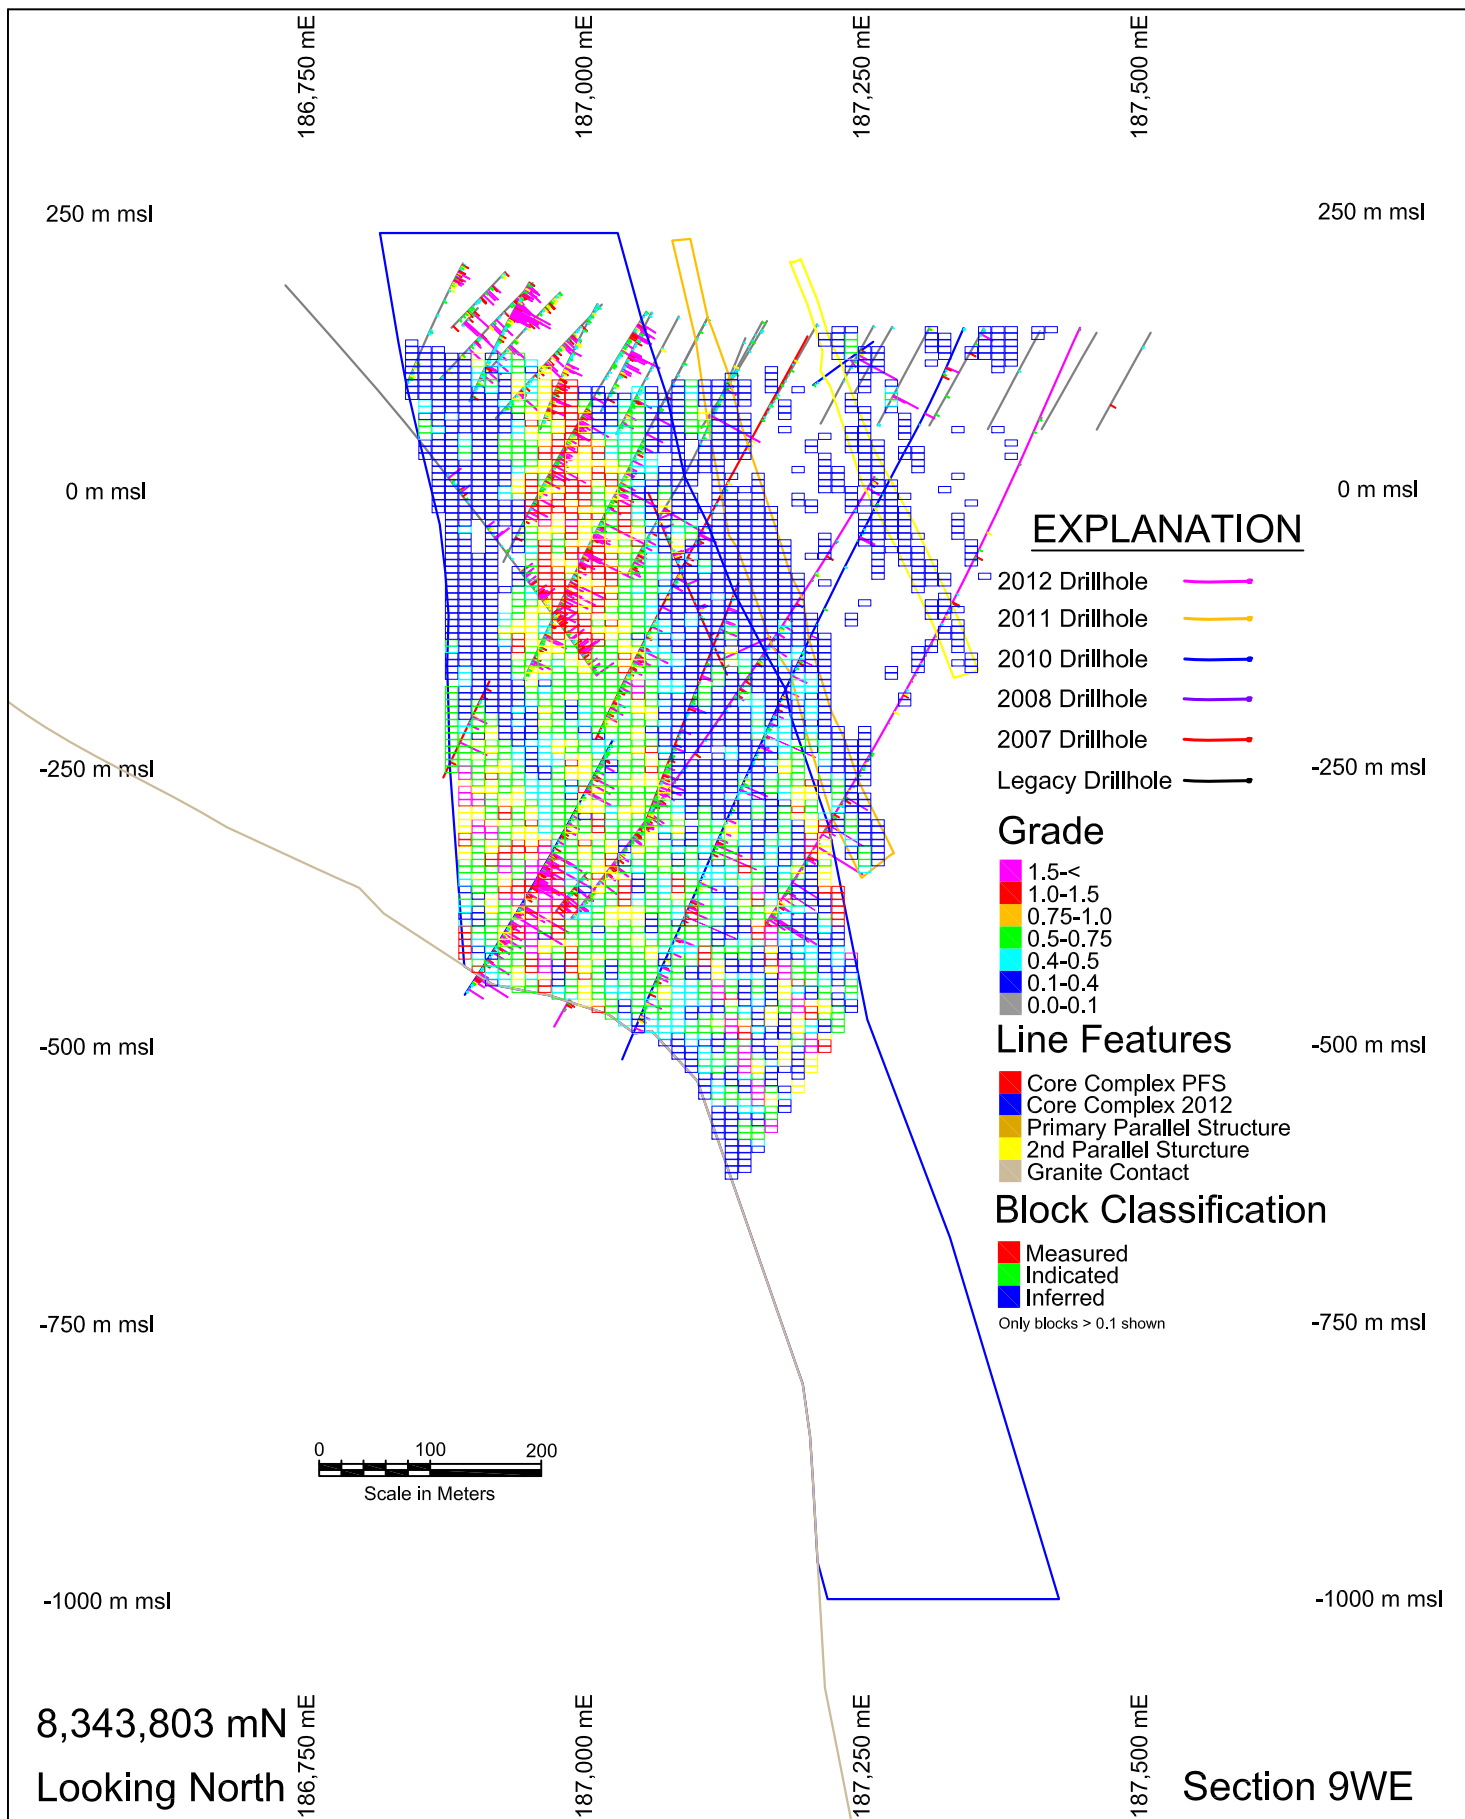 186,750 mE
187,000 mE
187,250 mE
187,500 mE
250 m msl
250 m msl
0 m msl
0 m msl
-250 m msl
-250 m msl
-500 m msl
-500 m msl
-750 m msl
-750 m msl
-1000 m msl
-1000 m msl
EXPLANATION
2012 Drillhole
2011 Drillhole
2010 Drillhole
2008 Drillhole
2007 Drillhole
Legacy Drillhole
Grade
1.5-<
1.0-1.5
0.75-1.0
0.5-0.75
0.4-0.5
0.1-0.4
0.0-0.1
Line Features
Core Complex PFS
Core Complex 2012
Primary Parallel Structure
2nd Parallel Sturcture
Granite Contact
Block Classification
Measured
Indicated
Inferred
Only blocks > 0.1 shown
0 100 200
Scale in Meters
8,343,803 mN
Looking North
186,750 mE
187,000 mE
187,250 mE
187,500 mE
Section 9WE